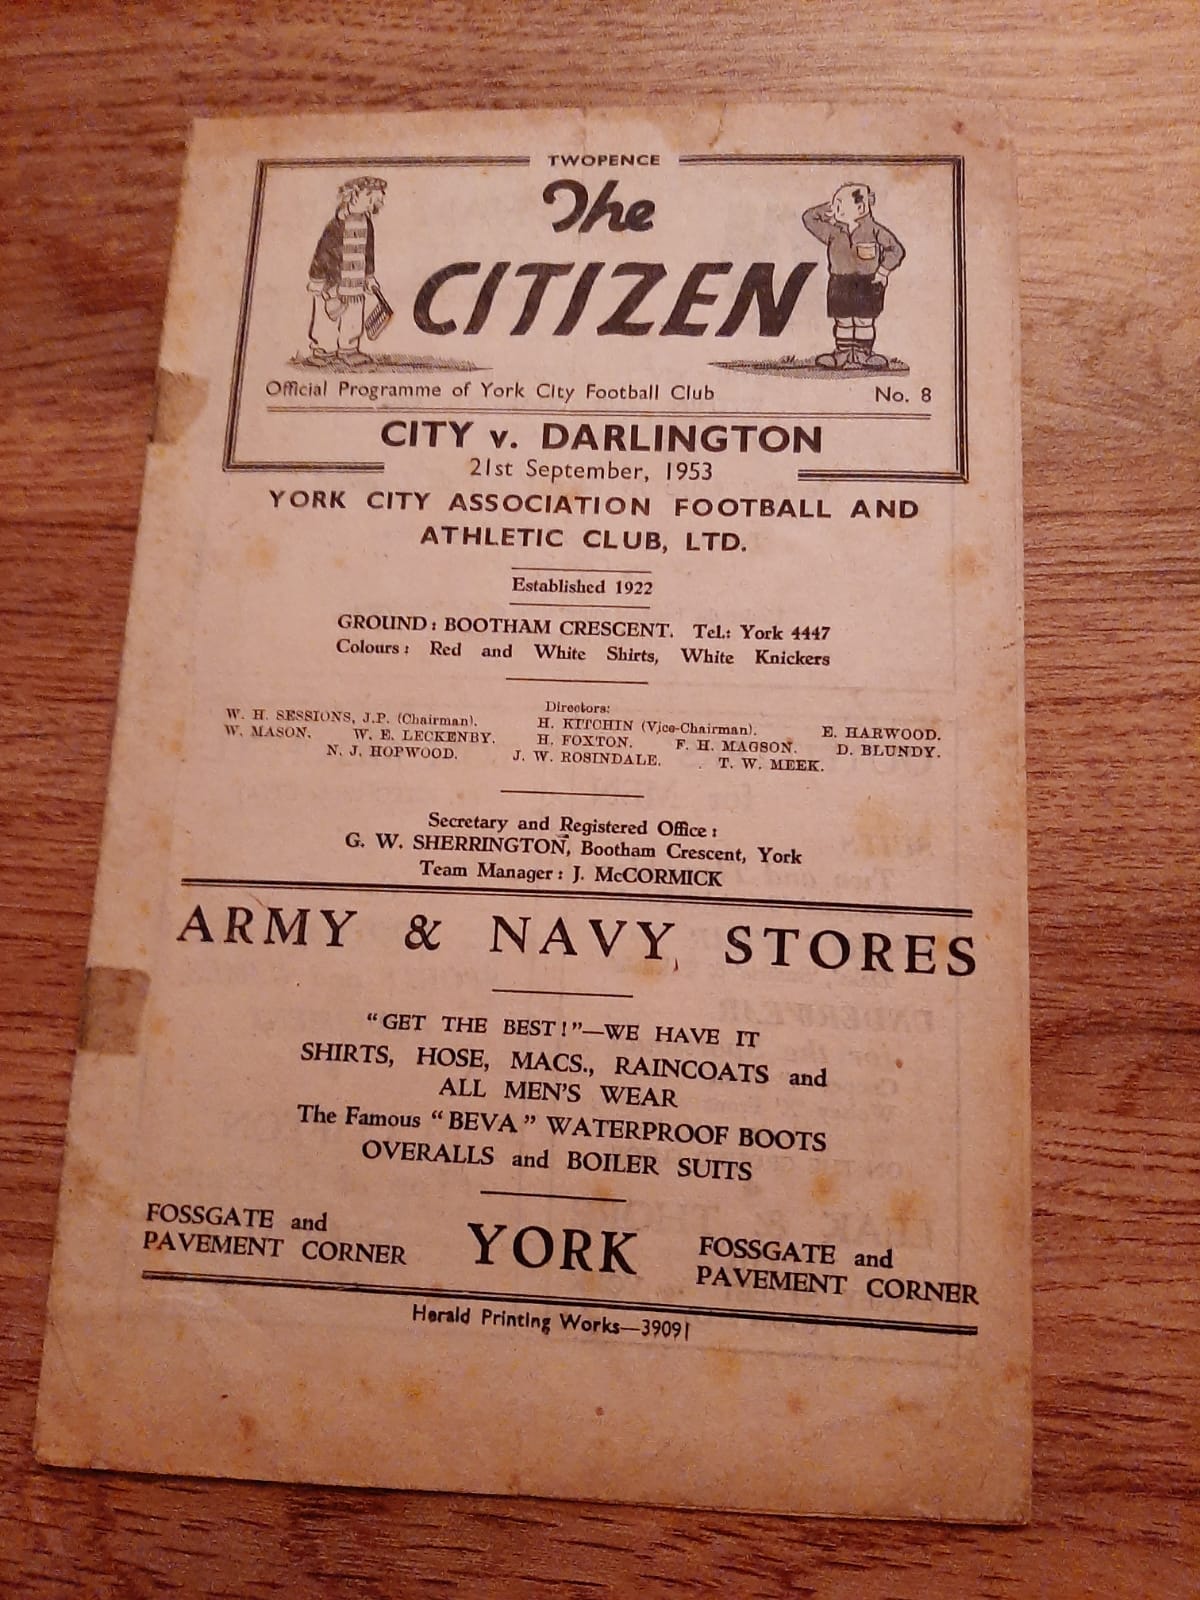 TWOPENCE
The
CITIZEN
Official Programme of York City Football Club No. 8
CITY v. DARLINGTON
21st September, 1953
YORK CITY ASSOCIATION FOOTBALL AND
ATHLETIC CLUB, LTD.
Established 1922
GROUND: BOOTHAM CRESCENT. Tel.: York 4447
Colours: Red and White Shirts, White Knickers
Directors:
W. H. SESSIONS, J.P. (Chairman). H. KITCHIN (Vice-Chairman). E. HARWOOD.
W. MASON. W. E. LECKENBY. H. FOXTON. F. H. MAGSON. D. BLUNDY.
N. J. HOPWOOD. J. W. ROSINDALE. T. W. MEEK.
Secretary and Registered Office:
G. W. SHERRINGTON, Bootham Crescent, York
Team Manager: J. McCORMICK
ARMY & NAVY STORES
"GET THE BEST!"—WE HAVE IT
SHIRTS, HOSE, MACS., RAINCOATS and
ALL MEN'S WEAR
The Famous "BEVA" WATERPROOF BOOTS
OVERALLS and BOILER SUITS
FOSSGATE and
PAVEMENT CORNER
YORK
FOSSGATE and
PAVEMENT CORNER
Herald Printing Works—39091